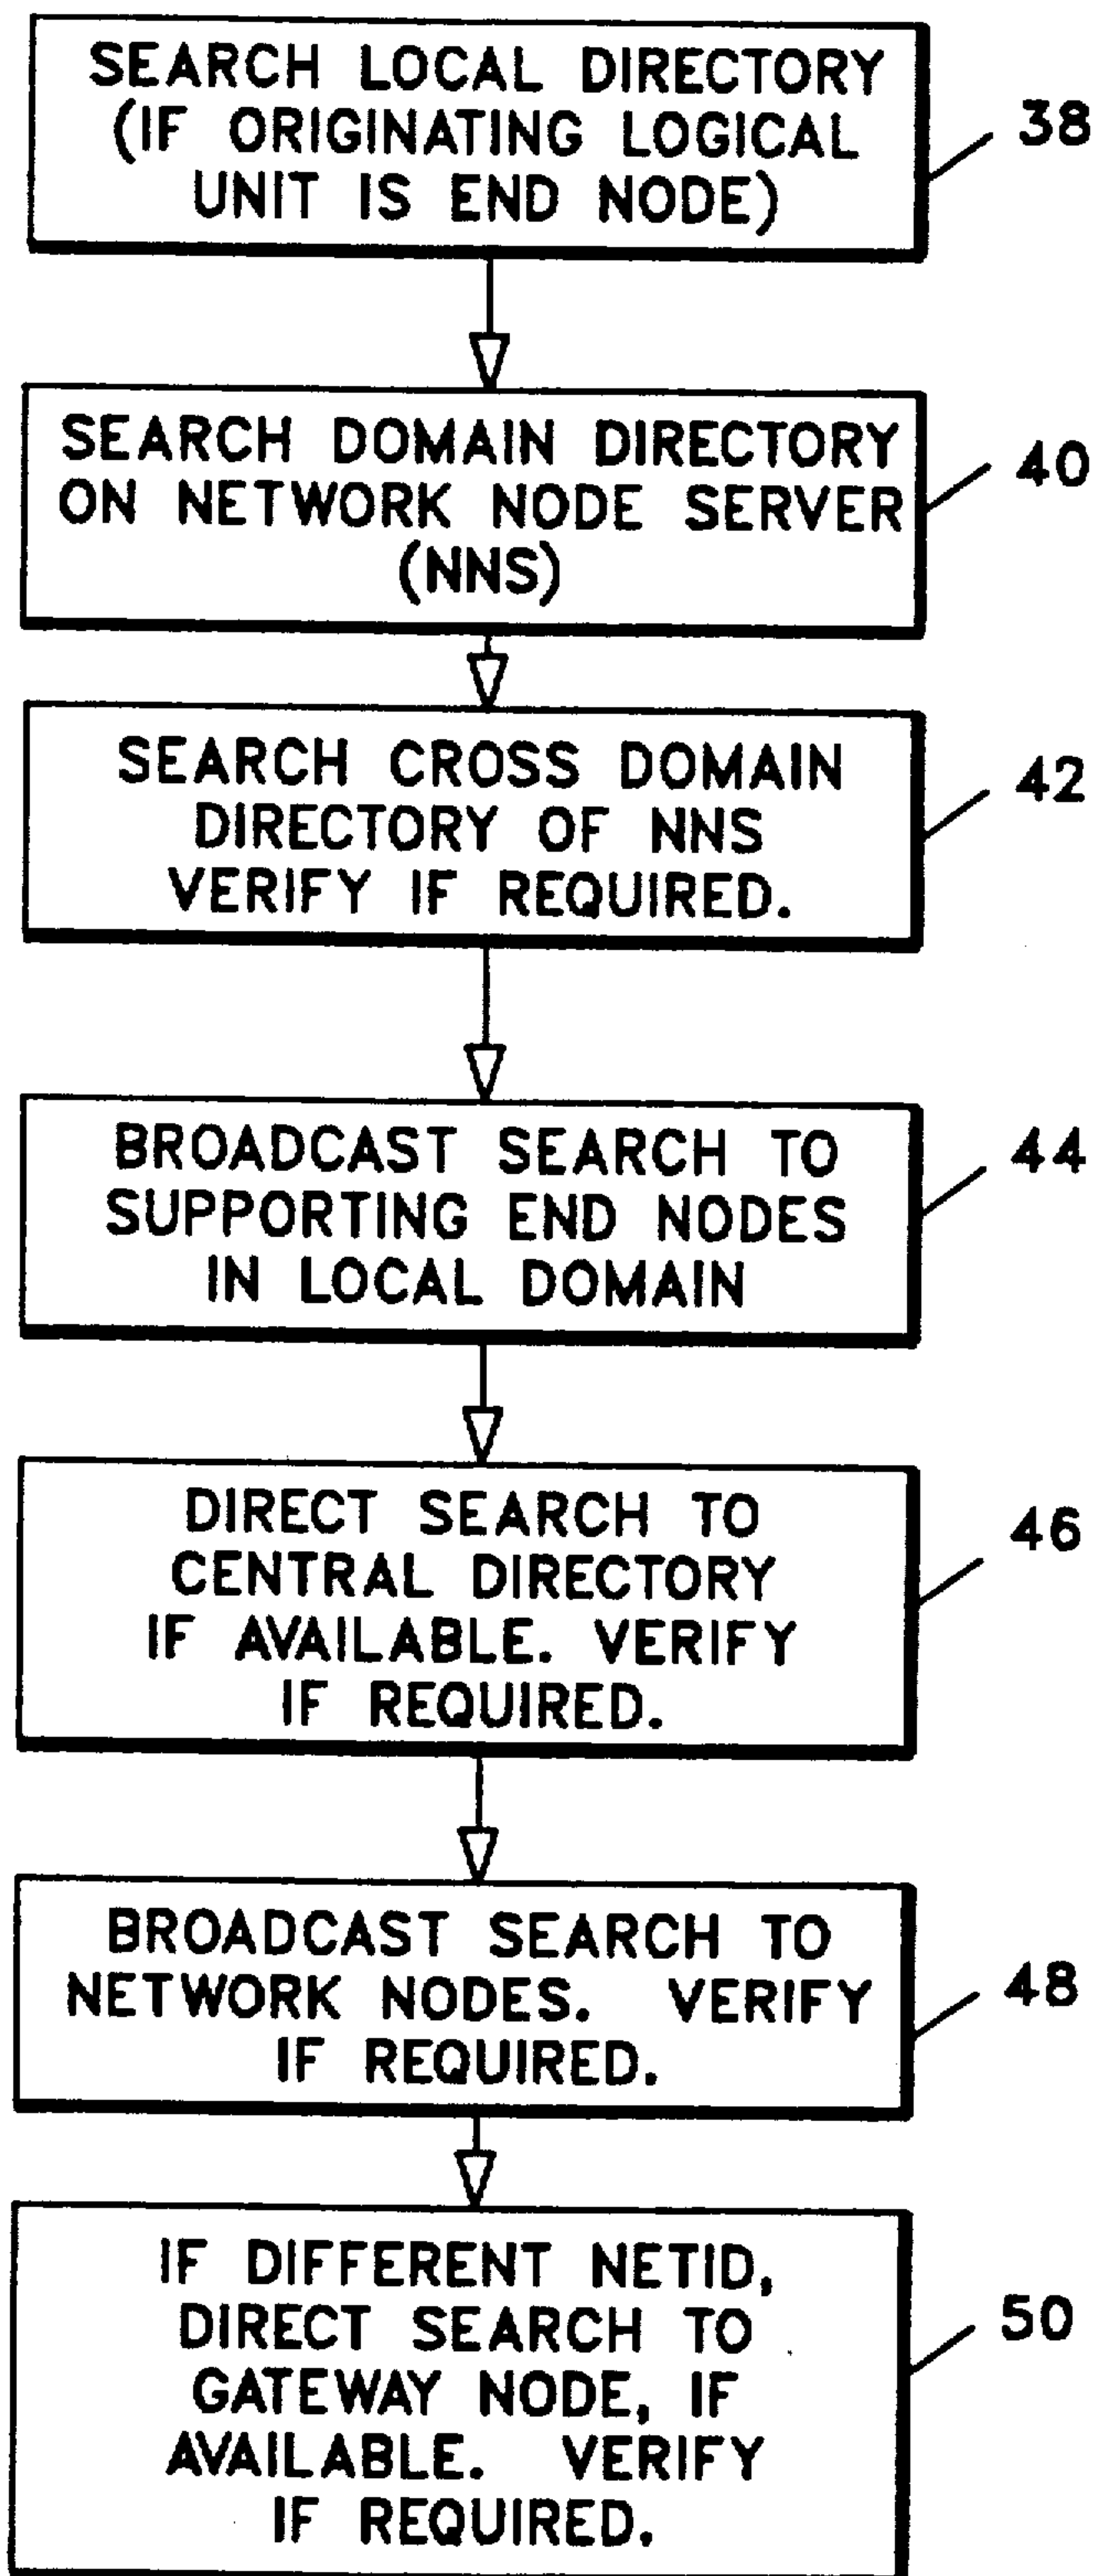 SEARCH LOCAL DIRECTORY
(IF ORIGINATING LOGICAL
UNIT IS END NODE)
38
SEARCH DOMAIN DIRECTORY
ON NETWORK NODE SERVER
(NNS)
40
SEARCH CROSS DOMAIN
DIRECTORY OF NNS
VERIFY IF REQUIRED.
42
BROADCAST SEARCH TO
SUPPORTING END NODES
IN LOCAL DOMAIN
44
DIRECT SEARCH TO
CENTRAL DIRECTORY
IF AVAILABLE. VERIFY
IF REQUIRED.
46
BROADCAST SEARCH TO
NETWORK NODES. VERIFY
IF REQUIRED.
48
IF DIFFERENT NETID,
DIRECT SEARCH TO
GATEWAY NODE, IF
AVAILABLE. VERIFY
IF REQUIRED.
50